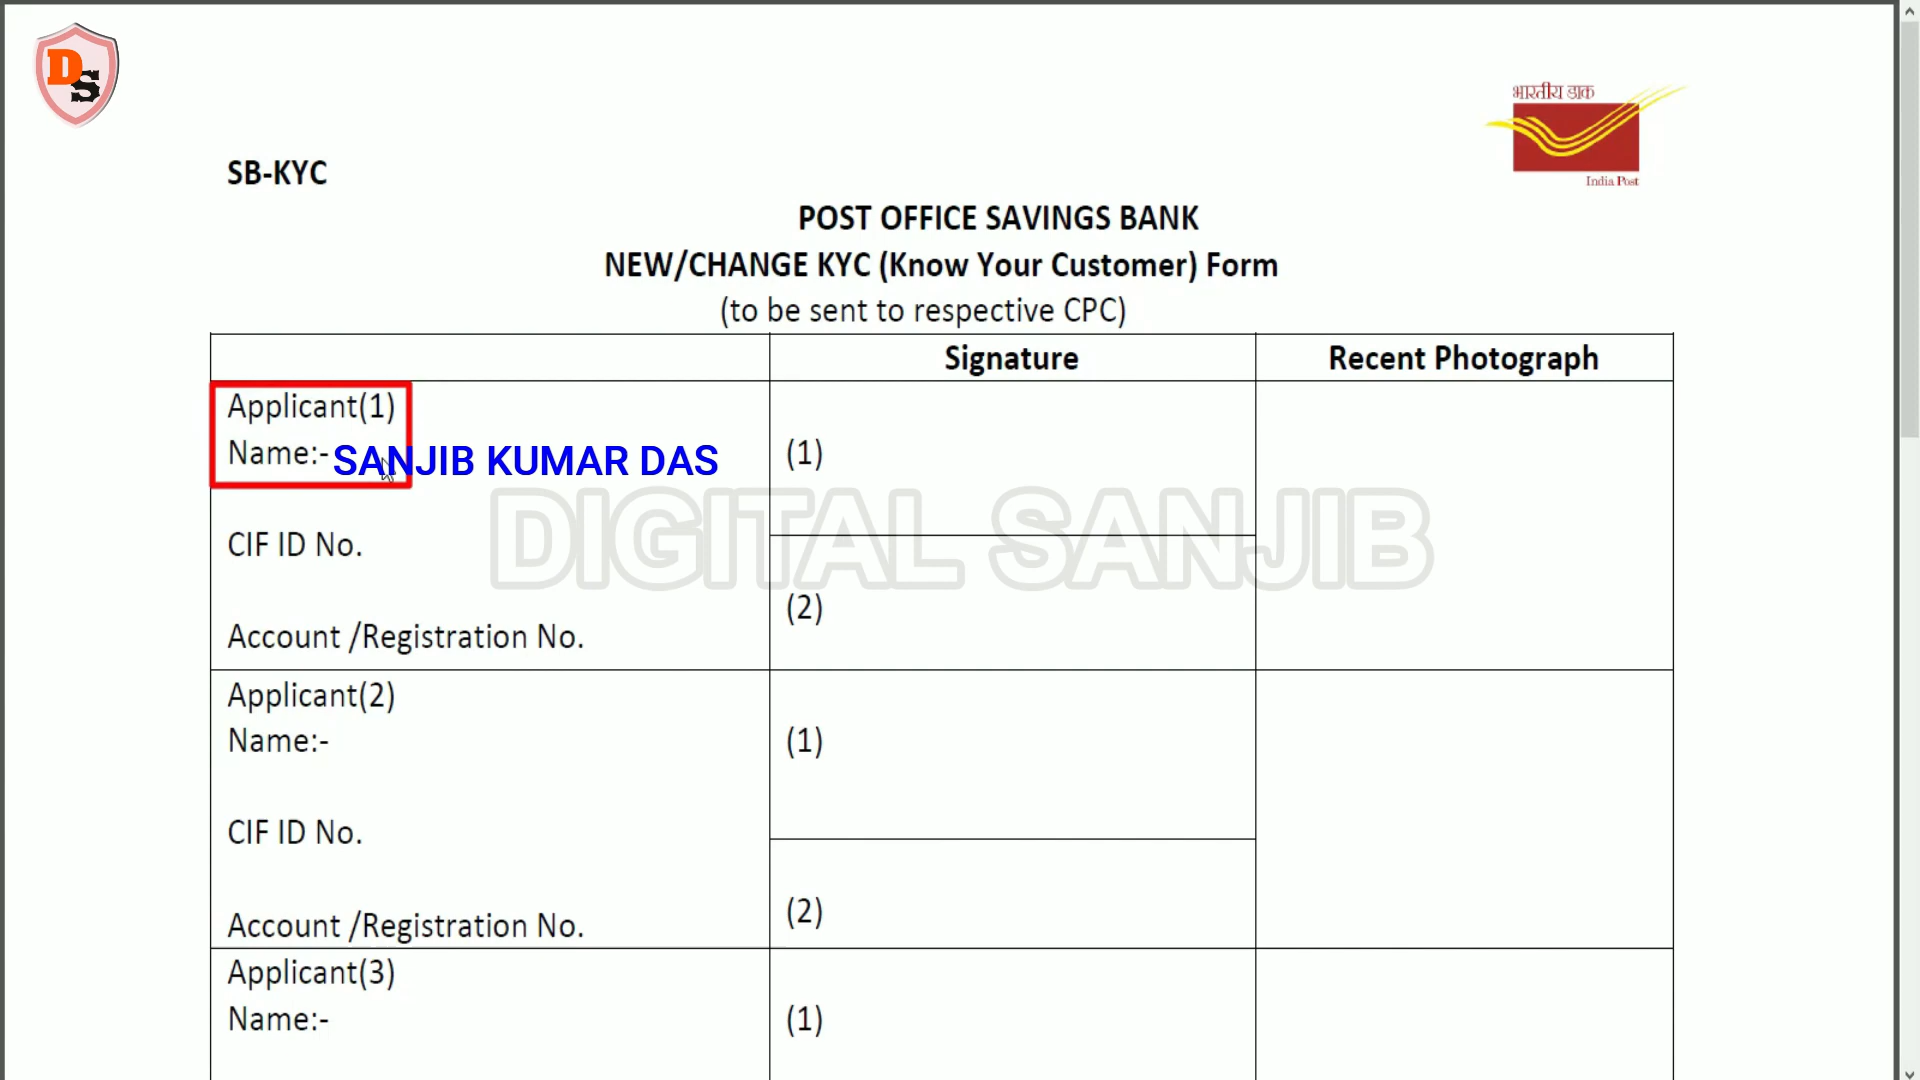 DS
भारतीय डाक
India Post
SB-KYC
POST OFFICE SAVINGS BANK
NEW/CHANGE KYC (Know Your Customer) Form
(to be sent to respective CPC)
Signature
Recent Photograph
Applicant(1)
Name:- SANJIB KUMAR DAS
(1)
DIGITAL SANJIB
CIF ID No.
(2)
Account /Registration No.
Applicant(2)
Name:-
(1)
CIF ID No.
(2)
Account /Registration No.
Applicant(3)
Name:-
(1)